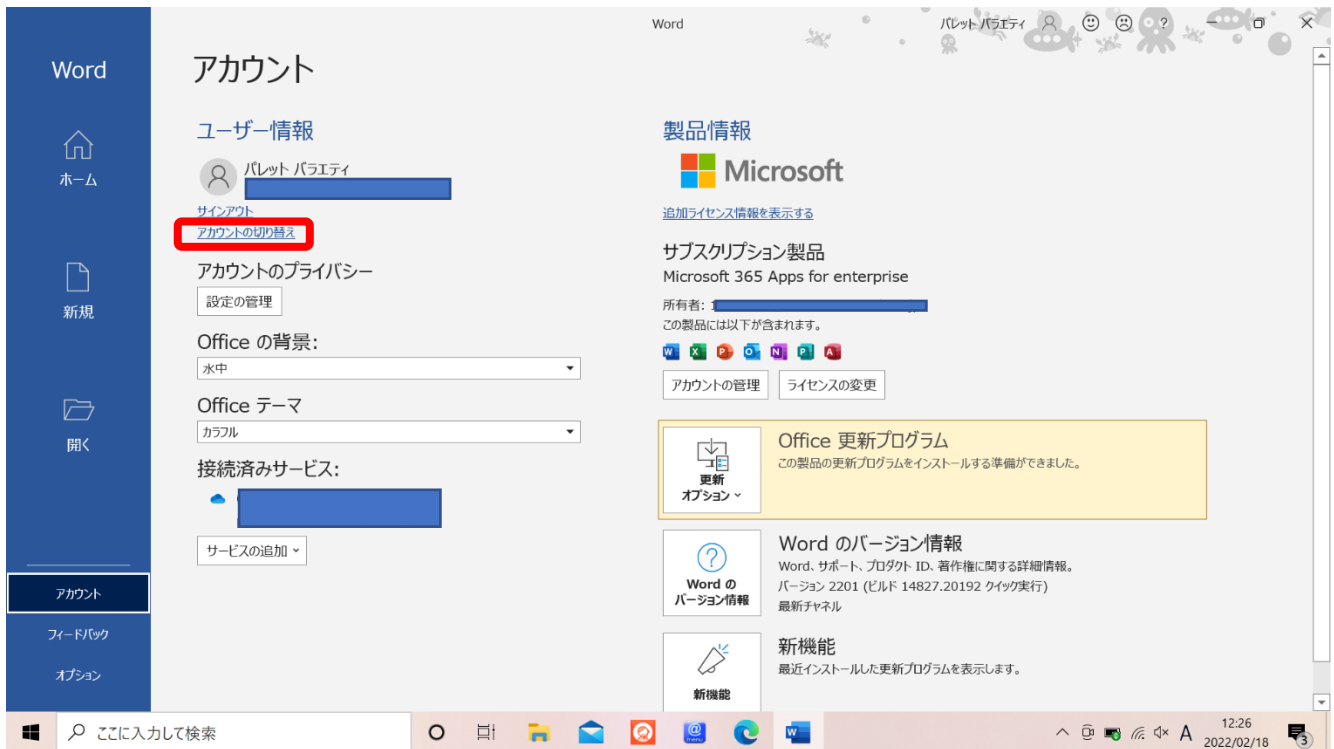 Word
パレット バラエティ
?
Word
ホーム
新規
開く
アカウント
フィードバック
オプション
アカウント
ユーザー情報
パレット バラエティ
サインアウト
アカウントの切り替え
アカウントのプライバシー
設定の管理
Office の背景:
水中
Office テーマ
カラフル
接続済みサービス:
サービスの追加
製品情報
Microsoft
追加ライセンス情報を表示する
サブスクリプション製品
Microsoft 365 Apps for enterprise
所有者:
この製品には以下が含まれます。
アカウントの管理
ライセンスの変更
更新
オプション
Office 更新プログラム
この製品の更新プログラムをインストールする準備ができました。
Word の
バージョン情報
Word のバージョン情報
Word、サポート、プロダクト ID、著作権に関する詳細情報。
バージョン 2201 (ビルド 14827.20192 クイック実行)
最新チャネル
新機能
新機能
最近インストールした更新プログラムを表示します。
ここに入力して検索
A
12:26
2022/02/18
3